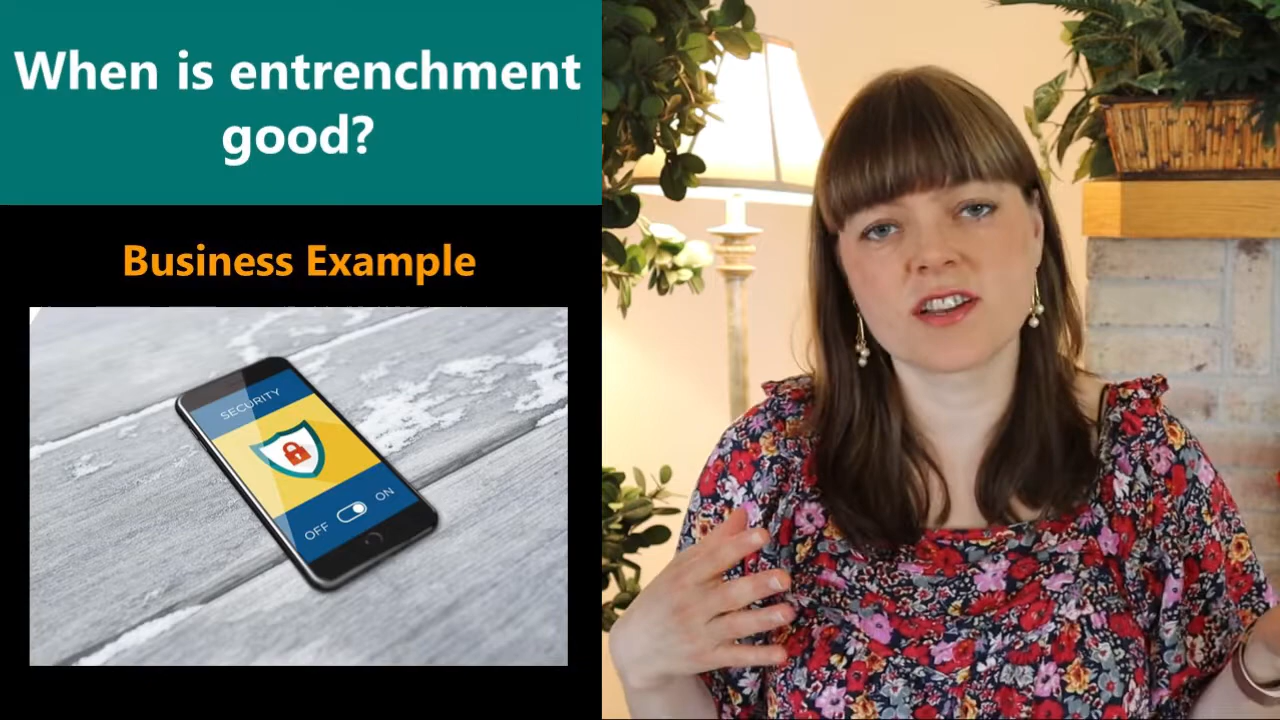 When is entrenchment
good?
Business Example
SECURITY
OFF
ON